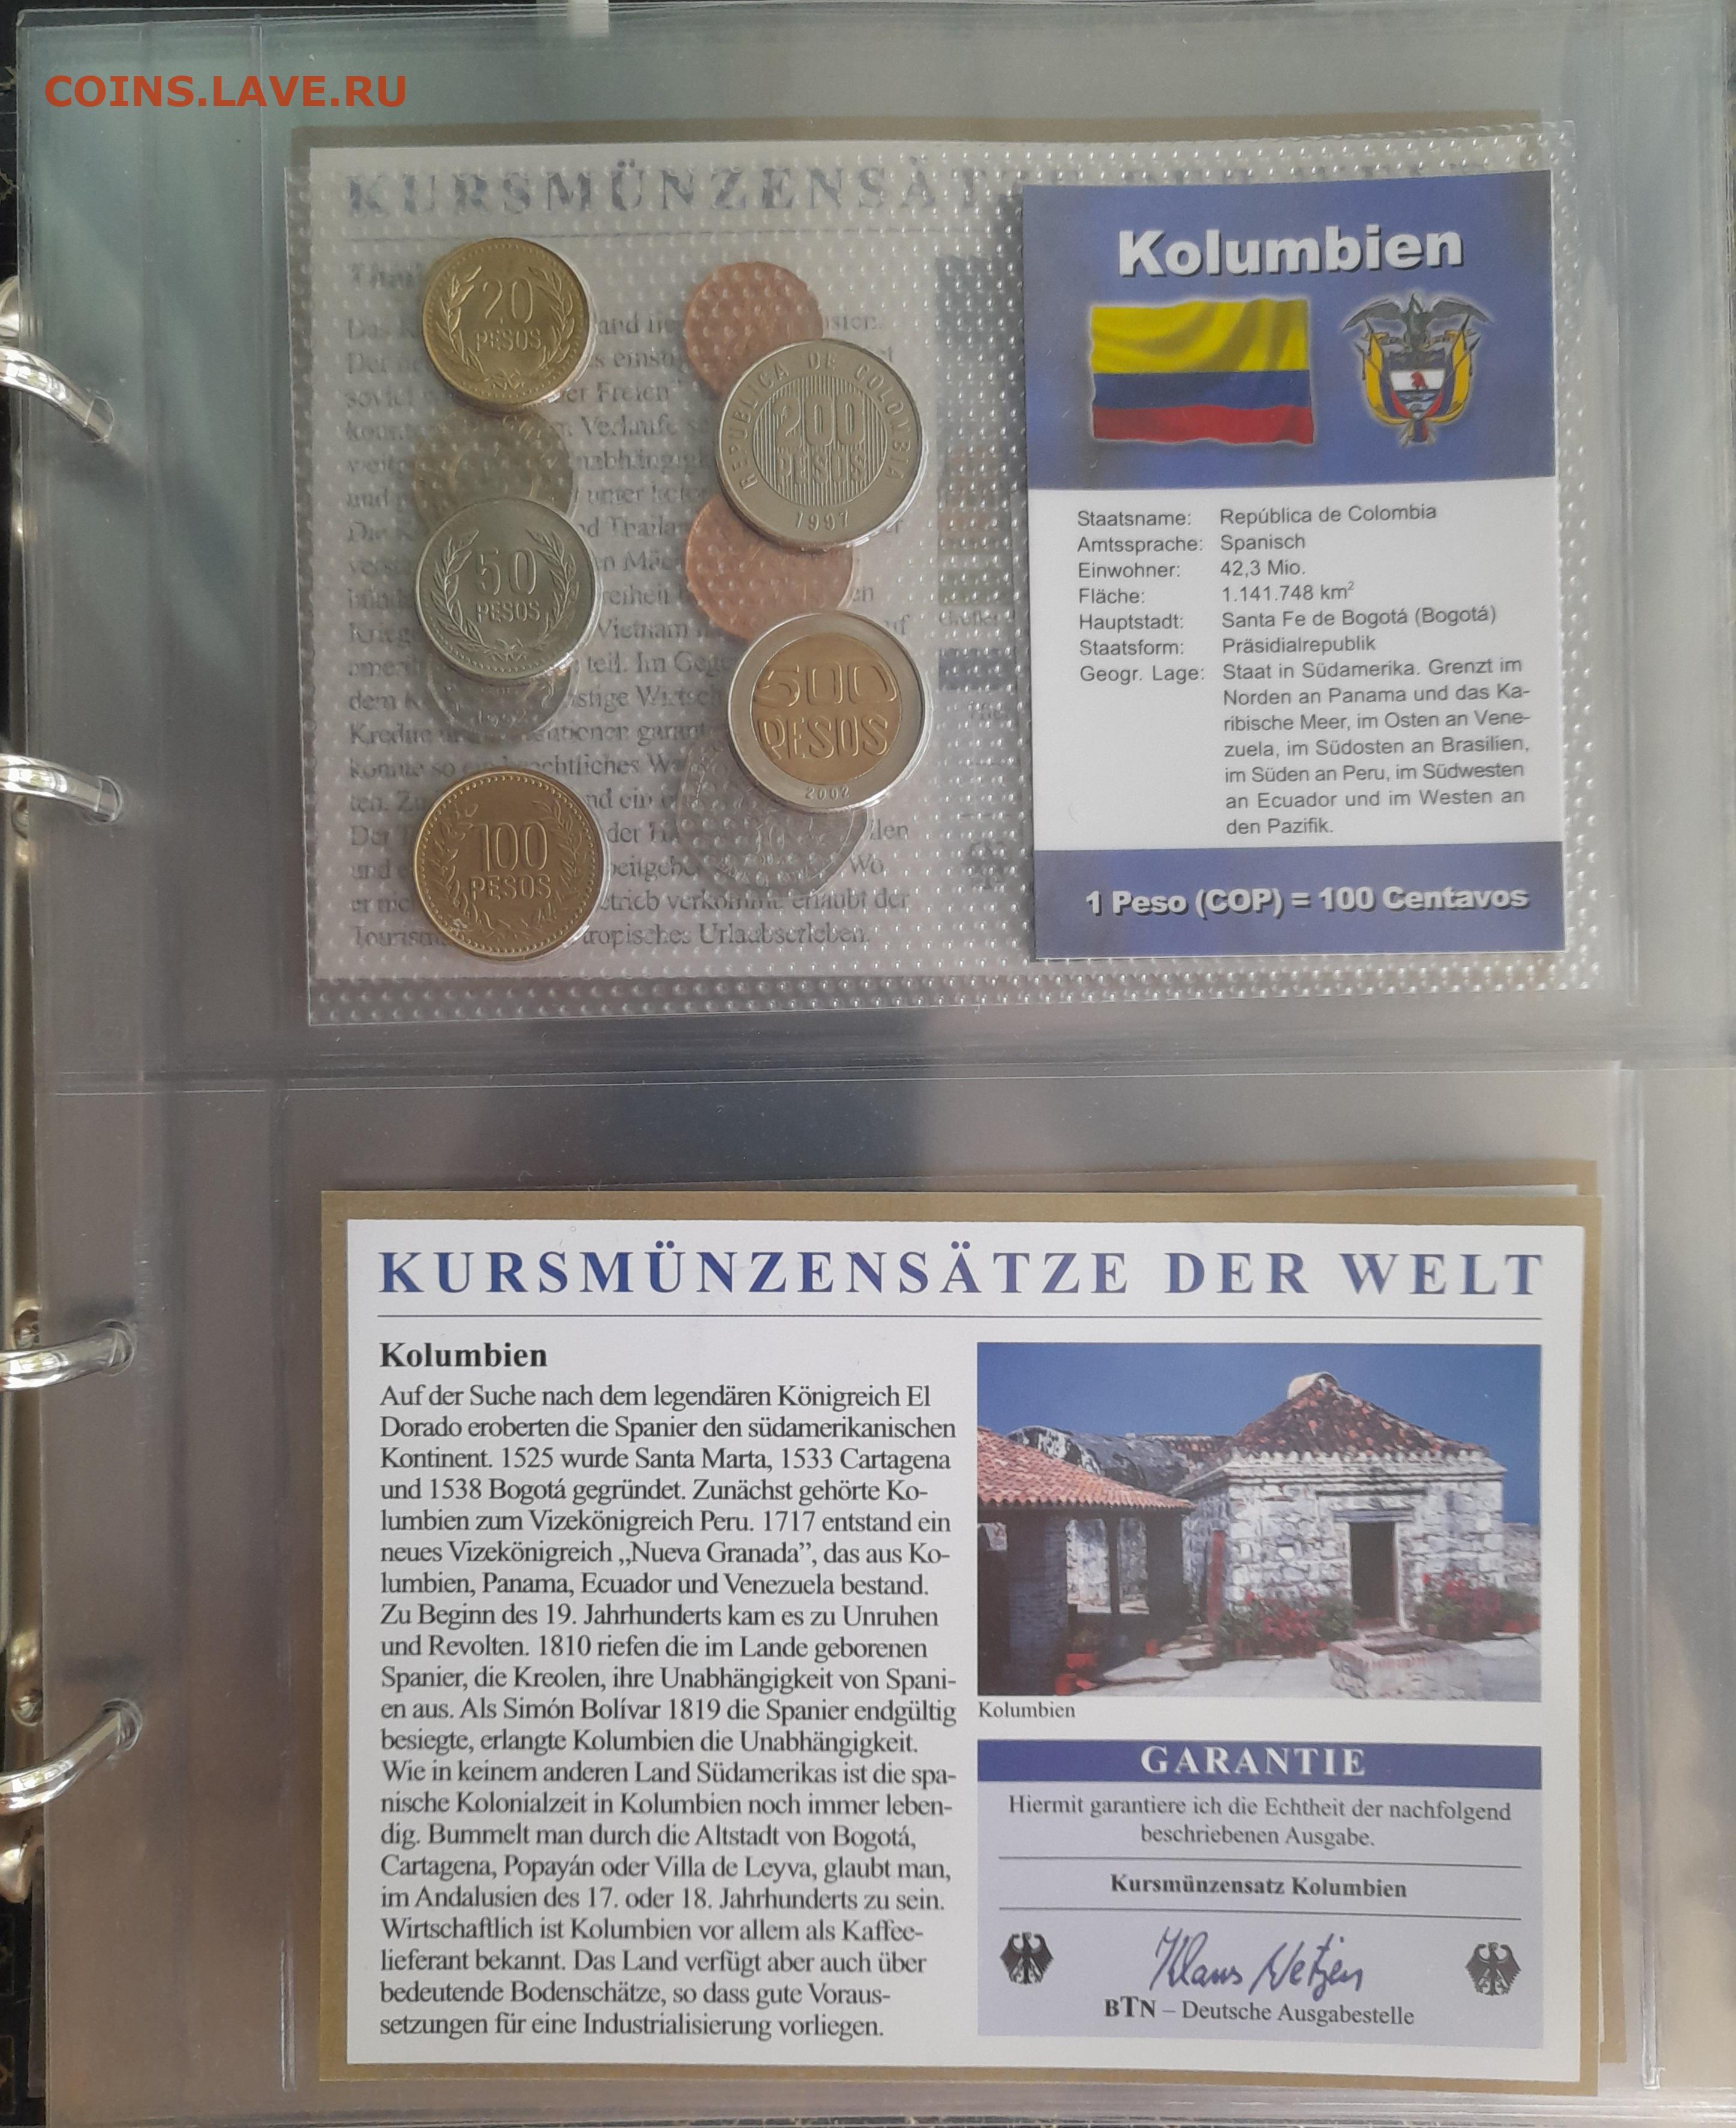 COINS.LAVE.RU
KURSMÜNZENSÄTZE
20
PESOS
50
PESOS
100
PESOS
REPUBLICA DE COLOMBIA
200
PESOS
1997
500
PESOS
2002
Kolumbien
Staatsname: República de Colombia
Amtssprache: Spanisch
Einwohner: 42,3 Mio.
Fläche: 1.141.748 km²
Hauptstadt: Santa Fe de Bogotá (Bogotá)
Staatsform: Präsidialrepublik
Geogr. Lage: Staat in Südamerika. Grenzt im
Norden an Panama und das Ka-
ribische Meer, im Osten an Vene-
zuela, im Südosten an Brasilien,
im Süden an Peru, im Südwesten
an Ecuador und im Westen an
den Pazifik.
1 Peso (COP) = 100 Centavos
KURSMÜNZENSÄTZE DER WELT
Kolumbien
Auf der Suche nach dem legendären Königreich El
Dorado eroberten die Spanier den südamerikanischen
Kontinent. 1525 wurde Santa Marta, 1533 Cartagena
und 1538 Bogotá gegründet. Zunächst gehörte Ko-
lumbien zum Vizekönigreich Peru. 1717 entstand ein
neues Vizekönigreich „Nueva Granada”, das aus Ko-
lumbien, Panama, Ecuador und Venezuela bestand.
Zu Beginn des 19. Jahrhunderts kam es zu Unruhen
und Revolten. 1810 riefen die im Lande geborenen
Spanier, die Kreolen, ihre Unabhängigkeit von Spani-
en aus. Als Simón Bolívar 1819 die Spanier endgültig
besiegte, erlangte Kolumbien die Unabhängigkeit.
Wie in keinem anderen Land Südamerikas ist die spa-
nische Kolonialzeit in Kolumbien noch immer leben-
dig. Bummelt man durch die Altstadt von Bogotá,
Cartagena, Popayán oder Villa de Leyva, glaubt man,
im Andalusien des 17. oder 18. Jahrhunderts zu sein.
Wirtschaftlich ist Kolumbien vor allem als Kaffee-
lieferant bekannt. Das Land verfügt aber auch über
bedeutende Bodenschätze, so dass gute Voraus-
setzungen für eine Industrialisierung vorliegen.
Kolumbien
GARANTIE
Hiermit garantiere ich die Echtheit der nachfolgend
beschriebenen Ausgabe.
Kursmünzensatz Kolumbien
BTN – Deutsche Ausgabestelle